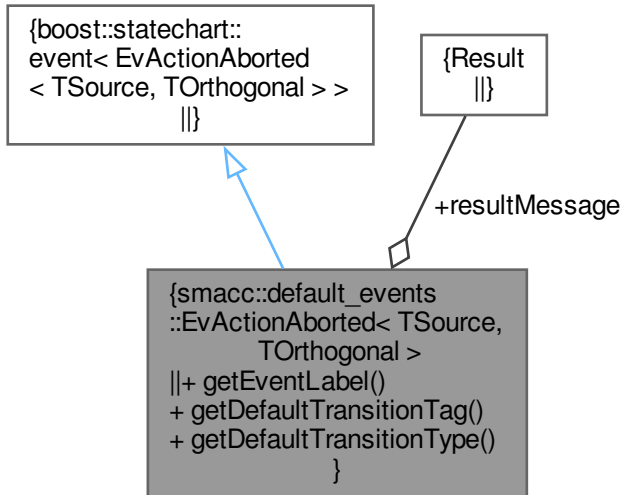 {boost::statechart::
event< EvActionAborted
< TSource, TOrthogonal > >
||}
{Result
||}
+resultMessage
{smacc::default_events
::EvActionAborted< TSource,
TOrthogonal >
||+ getEventLabel()
+ getDefaultTransitionTag()
+ getDefaultTransitionType()
}